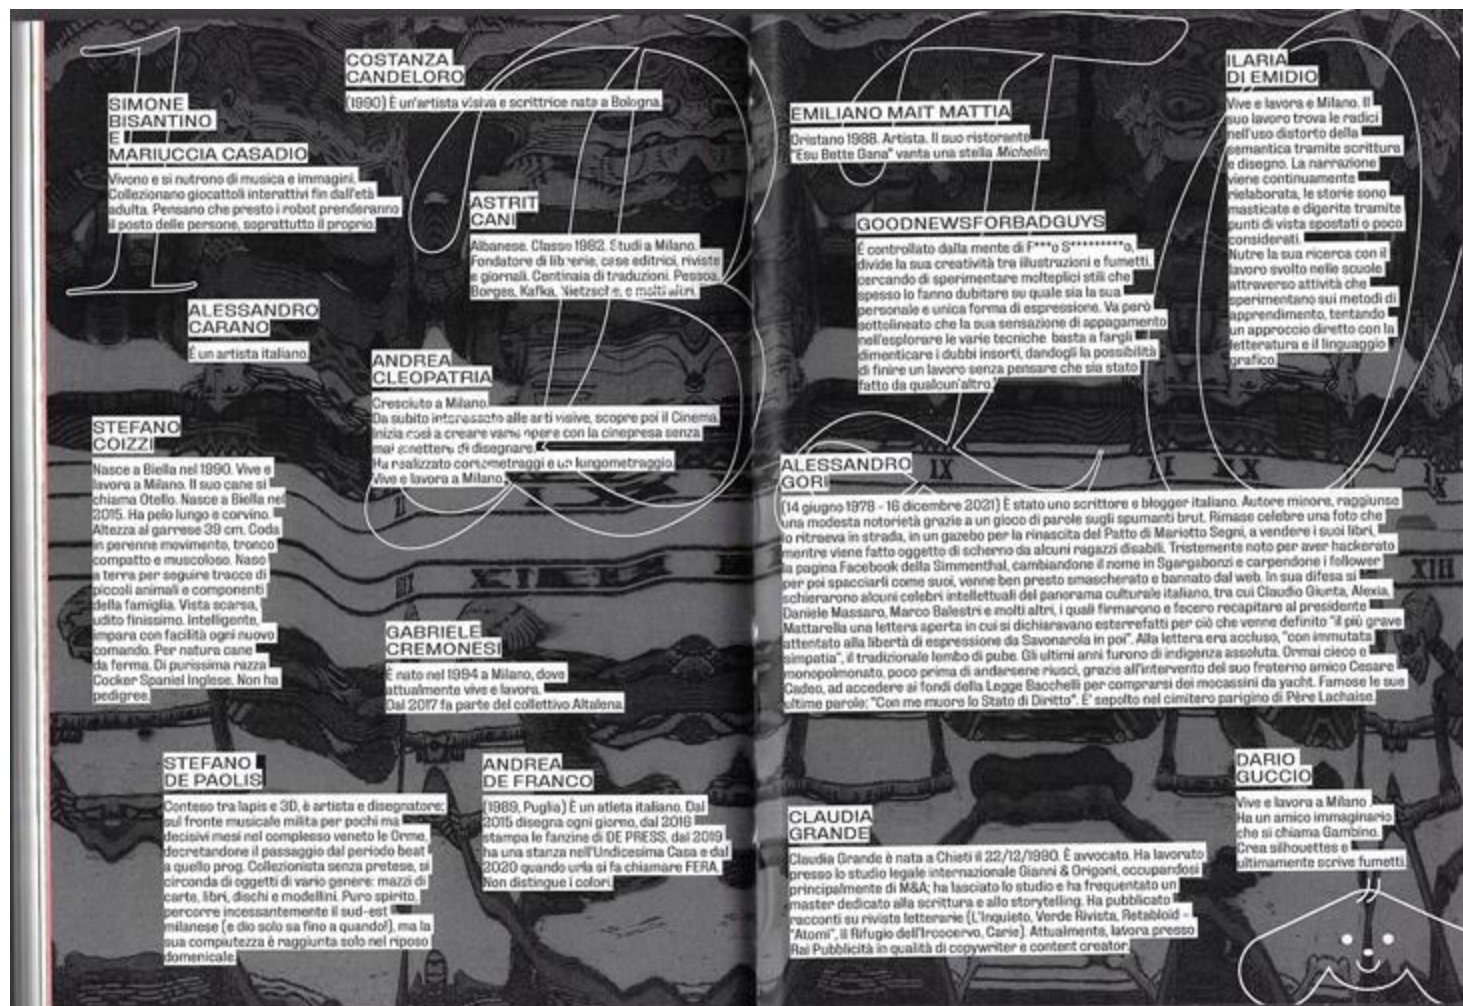 COSTANZA
CANDELORO
(1990) È un'artista visiva e scrittrice nata a Bologna.
SIMONE
BISANTINO
E
MARIUCCIA CASADIO
Vivono e si nutrono di musica e immagini.
Collezionano giocattoli interattivi fin dall'età
adulta. Pensano che presto i robot prenderanno
il posto delle persone, soprattutto il proprio.
ASTRIT
CANI
Albanese. Classe 1982. Studi a Milano.
Fondatore di librerie, case editrici, riviste
e giornali. Centinaia di traduzioni. Pessoa,
Borges, Kafka, Nietzsche, e molti altri.
ALESSANDRO
CARANO
È un artista italiano.
ANDREA
CLEOPATRIA
Cresciuto a Milano.
Da subito interessato alle arti visive, scopre poi il Cinema.
Inizia così a creare varie opere con la cinepresa senza
mai smettere di disegnare.
Ha realizzato cortometraggi e un lungometraggio.
Vive e lavora a Milano.
STEFANO
COIZZI
Nasce a Biella nel 1990. Vive e
lavora a Milano. Il suo cane si
chiama Otello. Nasce a Biella nel
2015. Ha pelo lungo e corvino.
Altezza al garrese 39 cm. Coda
in perenne movimento, tronco
compatto e muscoloso. Naso
a terra per seguire tracce di
piccoli animali e componenti
della famiglia. Vista scarsa,
udito finissimo. Intelligente,
impara con facilità ogni nuovo
comando. Per natura cane
da ferma. Di purissima razza
Cocker Spaniel Inglese. Non ha
pedigree.
GABRIELE
CREMONESI
È nato nel 1994 a Milano, dove
attualmente vive e lavora.
Dal 2017 fa parte del collettivo Altalena.
STEFANO
DE PAOLIS
Conteso tra lapis e 3D, è artista e disegnatore;
sul fronte musicale milita per pochi ma
decisivi mesi nel complesso veneto le Orme,
decretandone il passaggio dal periodo beat
a quello prog. Collezionista senza pretese, si
circonda di oggetti di vario genere: mazzi di
carte, libri, dischi e modellini. Puro spirito,
percorre incessantemente il sud-est
milanese (e dio solo sa fino a quando!), ma la
sua compiutezza è raggiunta solo nel riposo
domenicale.
ANDREA
DE FRANCO
(1989, Puglia) È un atleta italiano. Dal
2015 disegna ogni giorno, dal 2016
stampa le fanzine di DE PRESS, dal 2019
ha una stanza nell'Undicesima Casa e dal
2020 quando urla si fa chiamare FERA.
Non distingue i colori.
EMILIANO MAIT MATTIA
Oristano 1988. Artista. Il suo ristorante
"Esu Bette Gana" vanta una stella Michelin.
ILARIA
DI EMIDIO
Vive e lavora e Milano. Il
suo lavoro trova le radici
nell'uso distorto della
semantica tramite scrittura
e disegno. La narrazione
viene continuamente
rielaborata, le storie sono
masticate e digerite tramite
punti di vista spostati o poco
considerati.
Nutre la sua ricerca con il
lavoro svolto nelle scuole
attraverso attività che
sperimentano sui metodi di
apprendimento, tentando
un approccio diretto con la
letteratura e il linguaggio
grafico.
GOODNEWSFORBADGUYS
È controllato dalla mente di F***o S*********o,
divide la sua creatività tra illustrazioni e fumetti,
cercando di sperimentare molteplici stili che
spesso lo fanno dubitare su quale sia la sua
personale e unica forma di espressione. Va però
sottolineato che la sua sensazione di appagamento
nell'esplorare le varie tecniche basta a fargli
dimenticare i dubbi insorti, dandogli la possibilità
di finire un lavoro senza pensare che sia stato
fatto da qualcun'altro.
ALESSANDRO
GORI
(14 giugno 1978 - 16 dicembre 2021) È stato uno scrittore e blogger italiano. Autore minore, raggiunse
una modesta notorietà grazie a un gioco di parole sugli spumanti brut. Rimase celebre una foto che
lo ritraeva in strada, in un gazebo per la rinascita del Patto di Mariotto Segni, a vendere i suoi libri,
mentre viene fatto oggetto di scherno da alcuni ragazzi disabili. Tristemente noto per aver hackerato
la pagina Facebook della Simmenthal, cambiandone il nome in Sgargabonzi e carpendone i follower
per poi spacciarli come suoi, venne ben presto smascherato e bannato dal web. In sua difesa si
schierarono alcuni celebri intellettuali del panorama culturale italiano, tra cui Claudio Giunta, Alexia,
Daniele Massaro, Marco Balestri e molti altri, i quali firmarono e fecero recapitare al presidente
Mattarella una lettera aperta in cui si dichiaravano esterrefatti per ciò che venne definito "il più grave
attentato alla libertà di espressione da Savonarola in poi". Alla lettera era accluso, "con immutata
simpatia", il tradizionale lembo di pube. Gli ultimi anni furono di indigenza assoluta. Ormai cieco e
monopolmonato, poco prima di andarsene riuscì, grazie all'intervento del suo fraterno amico Cesare
Cadeo, ad accedere ai fondi della Legge Bacchelli per comprarsi dei mocassini da yacht. Famose le sue
ultime parole: "Con me muore lo Stato di Diritto". E' sepolto nel cimitero parigino di Père Lachaise.
CLAUDIA
GRANDE
Claudia Grande è nata a Chieti il 22/12/1990. È avvocato. Ha lavorato
presso lo studio legale internazionale Gianni & Origoni, occupandosi
principalmente di M&A; ha lasciato lo studio e ha frequentato un
master dedicato alla scrittura e allo storytelling. Ha pubblicato
racconti su riviste letterarie (L'Inquieto, Verde Rivista, Retabloid -
"Atomi", il Rifugio dell'Ircocervo, Carie). Attualmente, lavora presso
Rai Pubblicità in qualità di copywriter e content creator.
DARIO
GUCCIO
Vive e lavora a Milano.
Ha un amico immaginario
che si chiama Gambino.
Crea silhouettes e
ultimamente scrive fumetti.